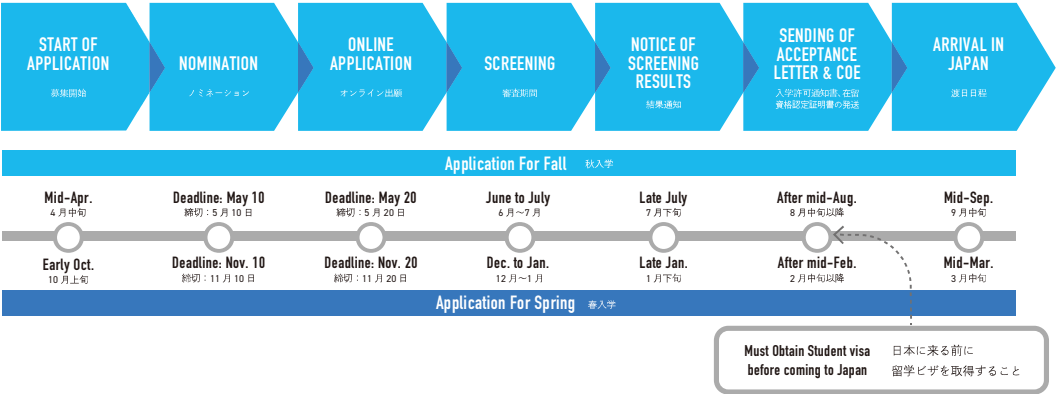 START OF
APPLICATION
募集開始
NOMINATION
ノミネーション
ONLINE
APPLICATION
オンライン出願
SCREENING
審査期間
NOTICE OF
SCREENING
RESULTS
結果通知
SENDING OF
ACCEPTANCE
LETTER & COE
入学許可通知書、在留
資格認定証明書の発送
ARRIVAL IN
JAPAN
渡日日程
Application For Fall 秋入学
Mid-Apr.
4月中旬
Deadline: May 10
締切：5月10日
Deadline: May 20
締切：5月20日
June to July
6月～7月
Late July
7月下旬
After mid-Aug.
8月中旬以降
Mid-Sep.
9月中旬
Early Oct.
10月上旬
Deadline: Nov. 10
締切：11月10日
Deadline: Nov. 20
締切：11月20日
Dec. to Jan.
12月～1月
Late Jan.
1月下旬
After mid-Feb.
2月中旬以降
Mid-Mar.
3月中旬
Application For Spring 春入学
Must Obtain Student visa
before coming to Japan
日本に来る前に
留学ビザを取得すること